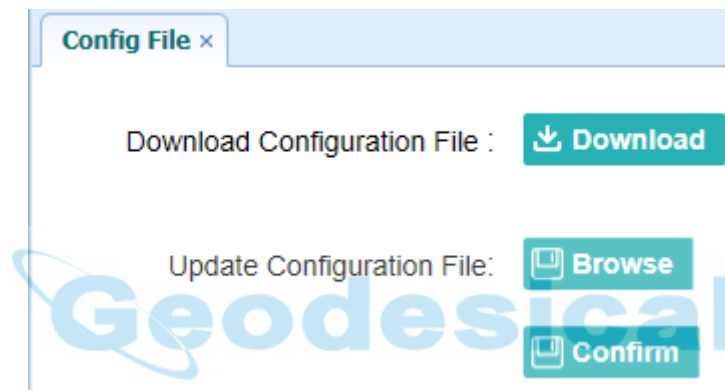 Config File ×
Download Configuration File : Download
Update Configuration File: Browse
Geodesical
Confirm